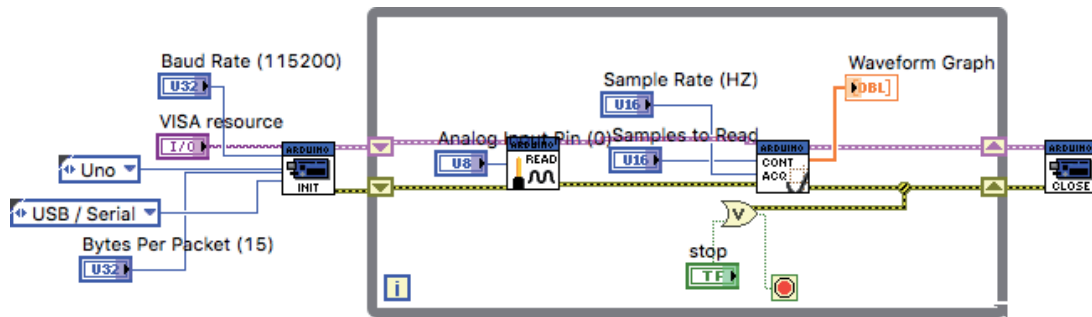 Baud Rate (115200)
U32
VISA resource
I/O
Uno
USB / Serial
Bytes Per Packet (15)
U32
ARDUINO
INIT
Analog Input Pin (0)
U8
ARDUINO
READ
Sample Rate (HZ)
U16
Samples to Read
U16
ARDUINO
CONT
ACQ
Waveform Graph
DBL]
V
stop
TF
i
ARDUINO
CLOSE